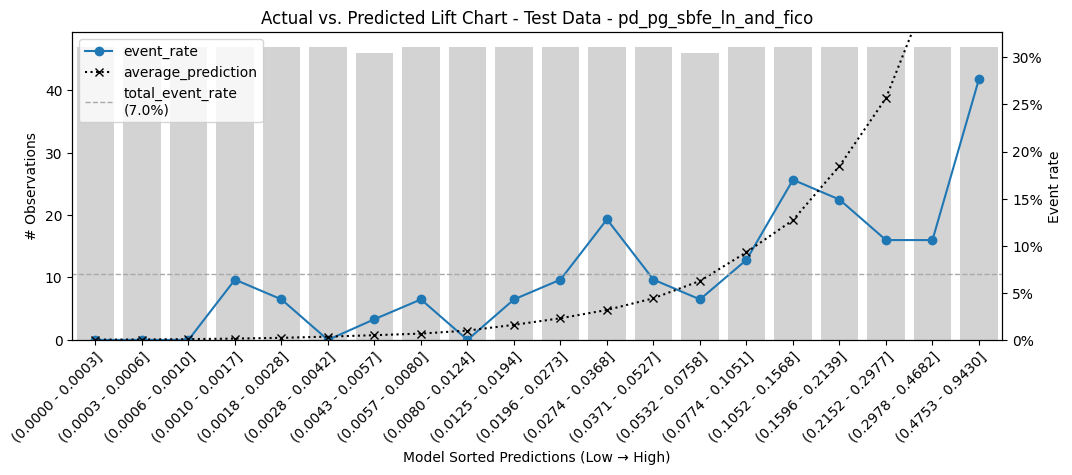 Actual vs. Predicted Lift Chart - Test Data - pd_pg_sbfe_ln_and_fico
event_rate
average_prediction
total_event_rate
(7.0%)
# Observations
40
30
20
10
0
30%
25%
20%
15%
10%
5%
0%
Event rate
(0.0000 - 0.0003]
(0.0003 - 0.0006]
(0.0006 - 0.0010]
(0.0010 - 0.0017]
(0.0018 - 0.0028]
(0.0028 - 0.0042]
(0.0043 - 0.0057]
(0.0057 - 0.0080]
(0.0080 - 0.0124]
(0.0125 - 0.0194]
(0.0196 - 0.0273]
(0.0274 - 0.0368]
(0.0371 - 0.0527]
(0.0532 - 0.0758]
(0.0774 - 0.1051]
(0.1052 - 0.1568]
(0.1596 - 0.2139]
(0.2152 - 0.2977]
(0.2978 - 0.4682]
(0.4753 - 0.9430]
Model Sorted Predictions (Low → High)